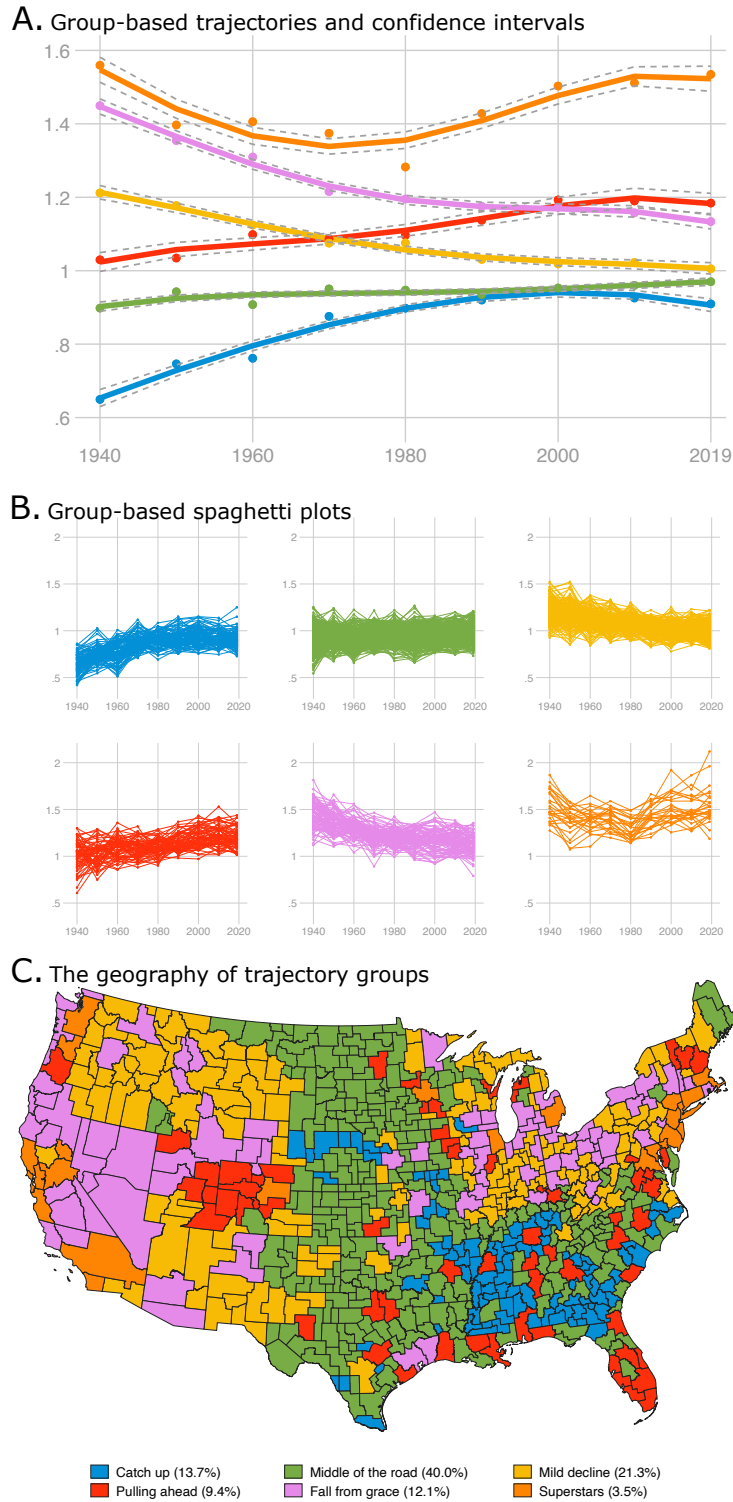 A. Group-based trajectories and confidence intervals
1.6
1.4
1.2
1
.8
.6
1940 1960 1980 2000 2019
B. Group-based spaghetti plots
2 2 2
1.5 1.5 1.5
1 1 1
.5 .5 .5
1940 1960 1980 2000 2020 1940 1960 1980 2000 2020 1940 1960 1980 2000 2020
2 2 2
1.5 1.5 1.5
1 1 1
.5 .5 .5
1940 1960 1980 2000 2020 1940 1960 1980 2000 2020 1940 1960 1980 2000 2020
C. The geography of trajectory groups
Catch up (13.7%) Middle of the road (40.0%) Mild decline (21.3%)
Pulling ahead (9.4%) Fall from grace (12.1%) Superstars (3.5%)